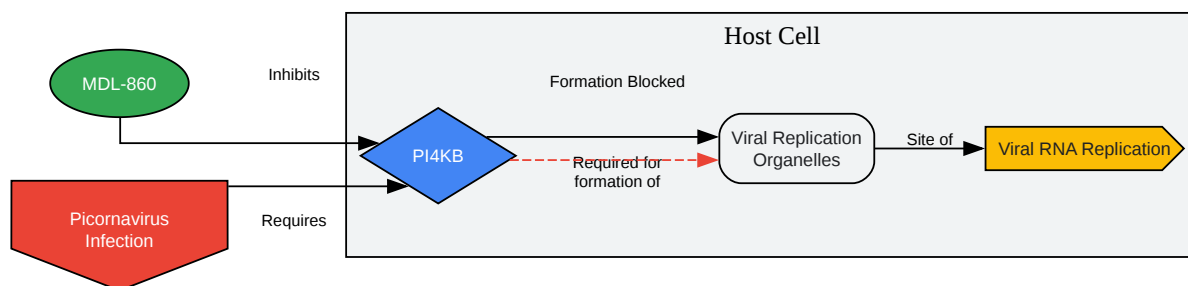 Host Cell
MDL-860
Inhibits
Formation Blocked
PI4KB
Viral Replication
Organelles
Site of
Viral RNA Replication
Required for
formation of
Picornavirus
Infection
Requires